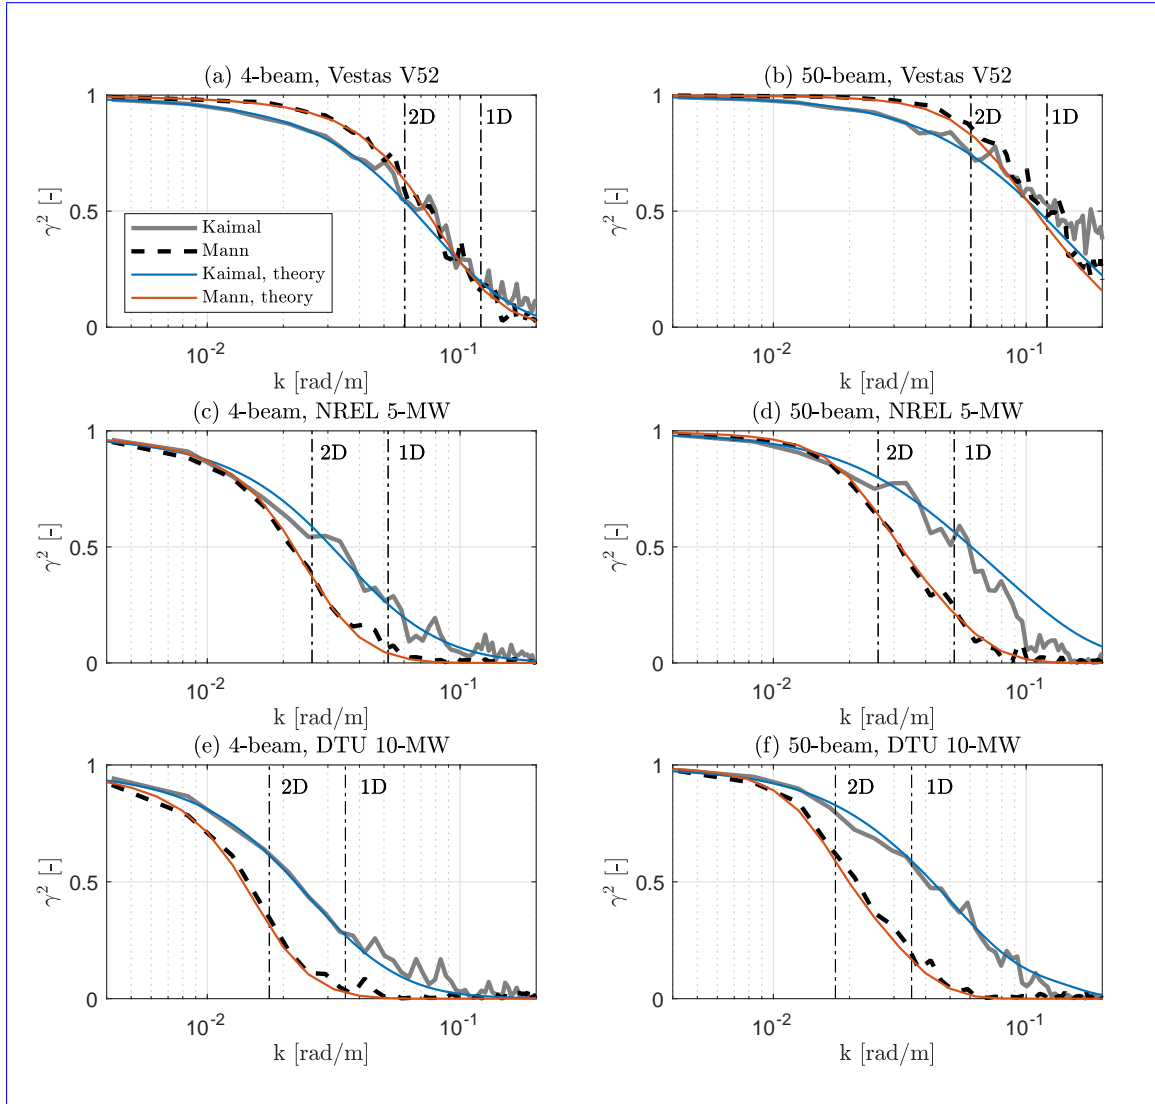 (a) 4-beam, Vestas V52
1
0.5
0
γ² [-]
2D
1D
Kaimal
Mann
Kaimal, theory
Mann, theory
10⁻²
10⁻¹
k [rad/m]
(b) 50-beam, Vestas V52
1
0.5
0
γ² [-]
2D
1D
10⁻²
10⁻¹
k [rad/m]
(c) 4-beam, NREL 5-MW
1
0.5
0
γ² [-]
2D
1D
10⁻²
10⁻¹
k [rad/m]
(d) 50-beam, NREL 5-MW
1
0.5
0
γ² [-]
2D
1D
10⁻²
10⁻¹
k [rad/m]
(e) 4-beam, DTU 10-MW
1
0.5
0
γ² [-]
2D
1D
10⁻²
10⁻¹
k [rad/m]
(f) 50-beam, DTU 10-MW
1
0.5
0
γ² [-]
2D
1D
10⁻²
10⁻¹
k [rad/m]